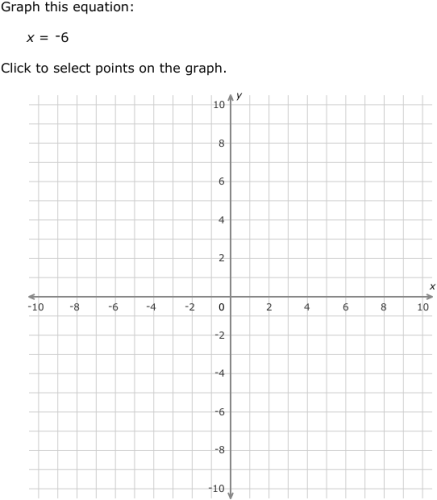 Graph this equation:
x = -6
Click to select points on the graph.
y
10
8
6
4
2
x
-10 -8 -6 -4 -2 0 2 4 6 8 10
-2
-4
-6
-8
-10